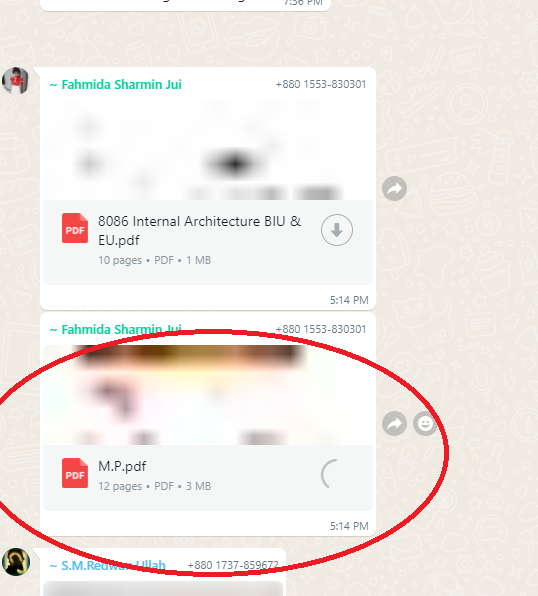 7:56 PM
~ Fahmida Sharmin Jui +880 1553-830301
PDF
8086 Internal Architecture BIU &
EU.pdf
10 pages • PDF • 1 MB
5:14 PM
~ Fahmida Sharmin Jui +880 1553-830301
PDF
M.P.pdf
12 pages • PDF • 3 MB
5:14 PM
~ S.M.Redwan Ullah +880 1737-859672